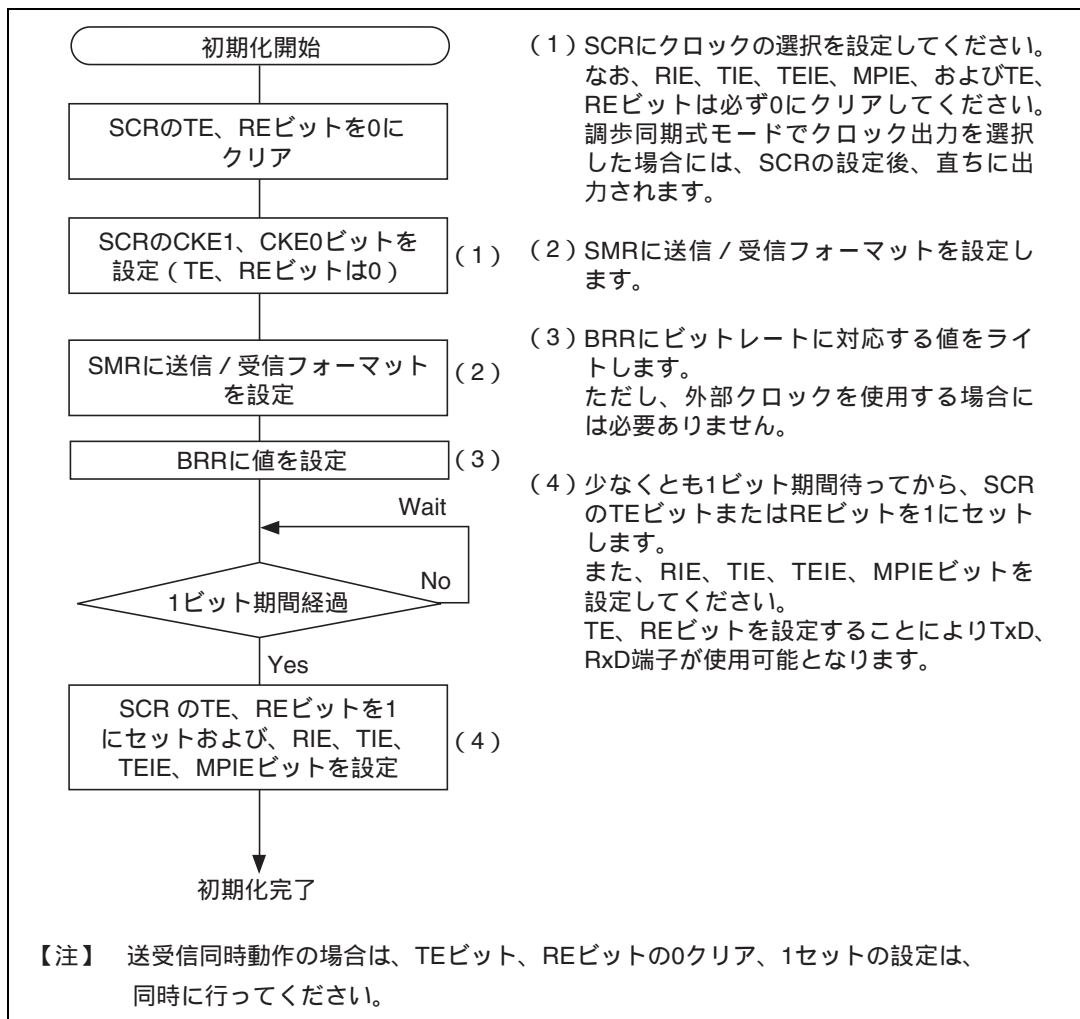 初期化開始
SCRのTE、REビットを0に
クリア
SCRのCKE1、CKE0ビットを
設定（TE、REビットは0）
（1）
SMRに送信／受信フォーマット
を設定
（2）
BRRに値を設定
（3）
Wait
No
1ビット期間経過
Yes
SCR のTE、REビットを1
にセットおよび、RIE、TIE、
TEIE、MPIEビットを設定
（4）
初期化完了
（1）SCRにクロックの選択を設定してください。
なお、RIE、TIE、TEIE、MPIE、およびTE、
REビットは必ず0にクリアしてください。
調歩同期式モードでクロック出力を選択
した場合には、SCRの設定後、直ちに出
力されます。
（2）SMRに送信／受信フォーマットを設定し
ます。
（3）BRRにビットレートに対応する値をライ
トします。
ただし、外部クロックを使用する場合に
は必要ありません。
（4）少なくとも1ビット期間待ってから、SCR
のTEビットまたはREビットを1にセット
します。
また、RIE、TIE、TEIE、MPIEビットを
設定してください。
TE、REビットを設定することによりTxD、
RxD端子が使用可能となります。
【注】 送受信同時動作の場合は、TEビット、REビットの0クリア、1セットの設定は、
同時に行ってください。